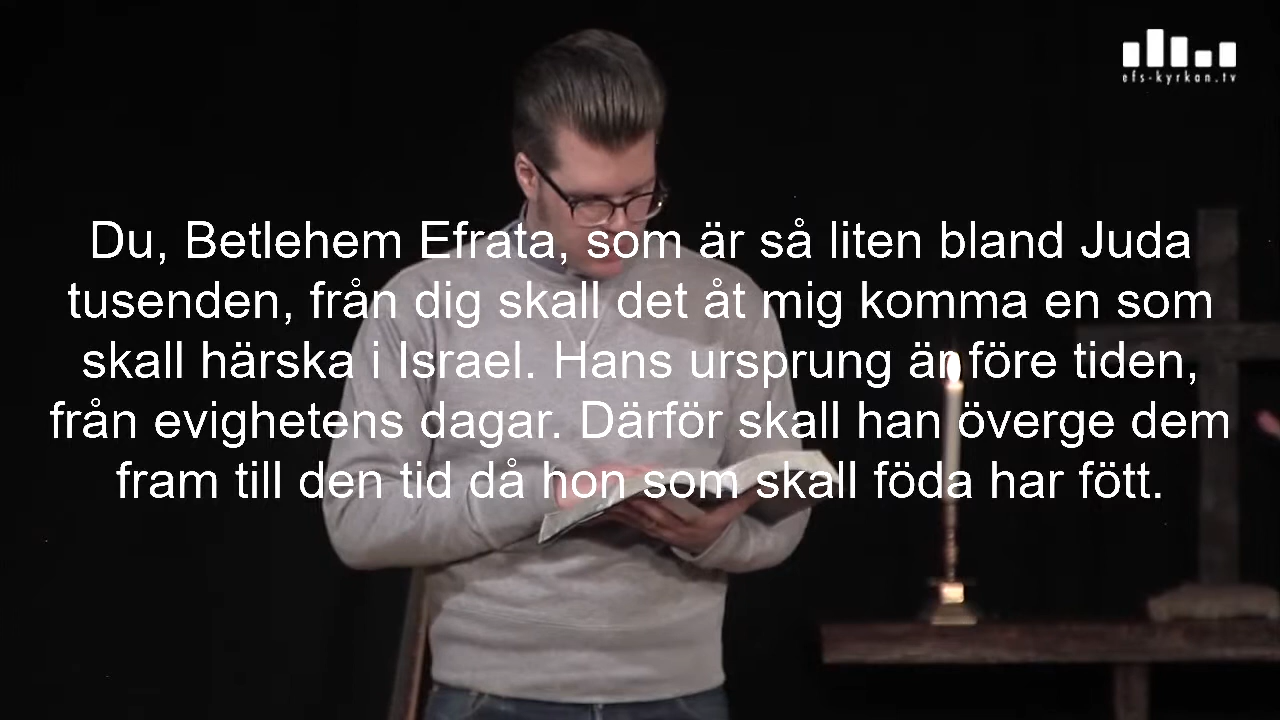 efs-kyrkan.tv
Du, Betlehem Efrata, som är så liten bland Juda
tusenden, från dig skall det åt mig komma en som
skall härska i Israel. Hans ursprung är före tiden,
från evighetens dagar. Därför skall han överge dem
fram till den tid då hon som skall föda har fött.